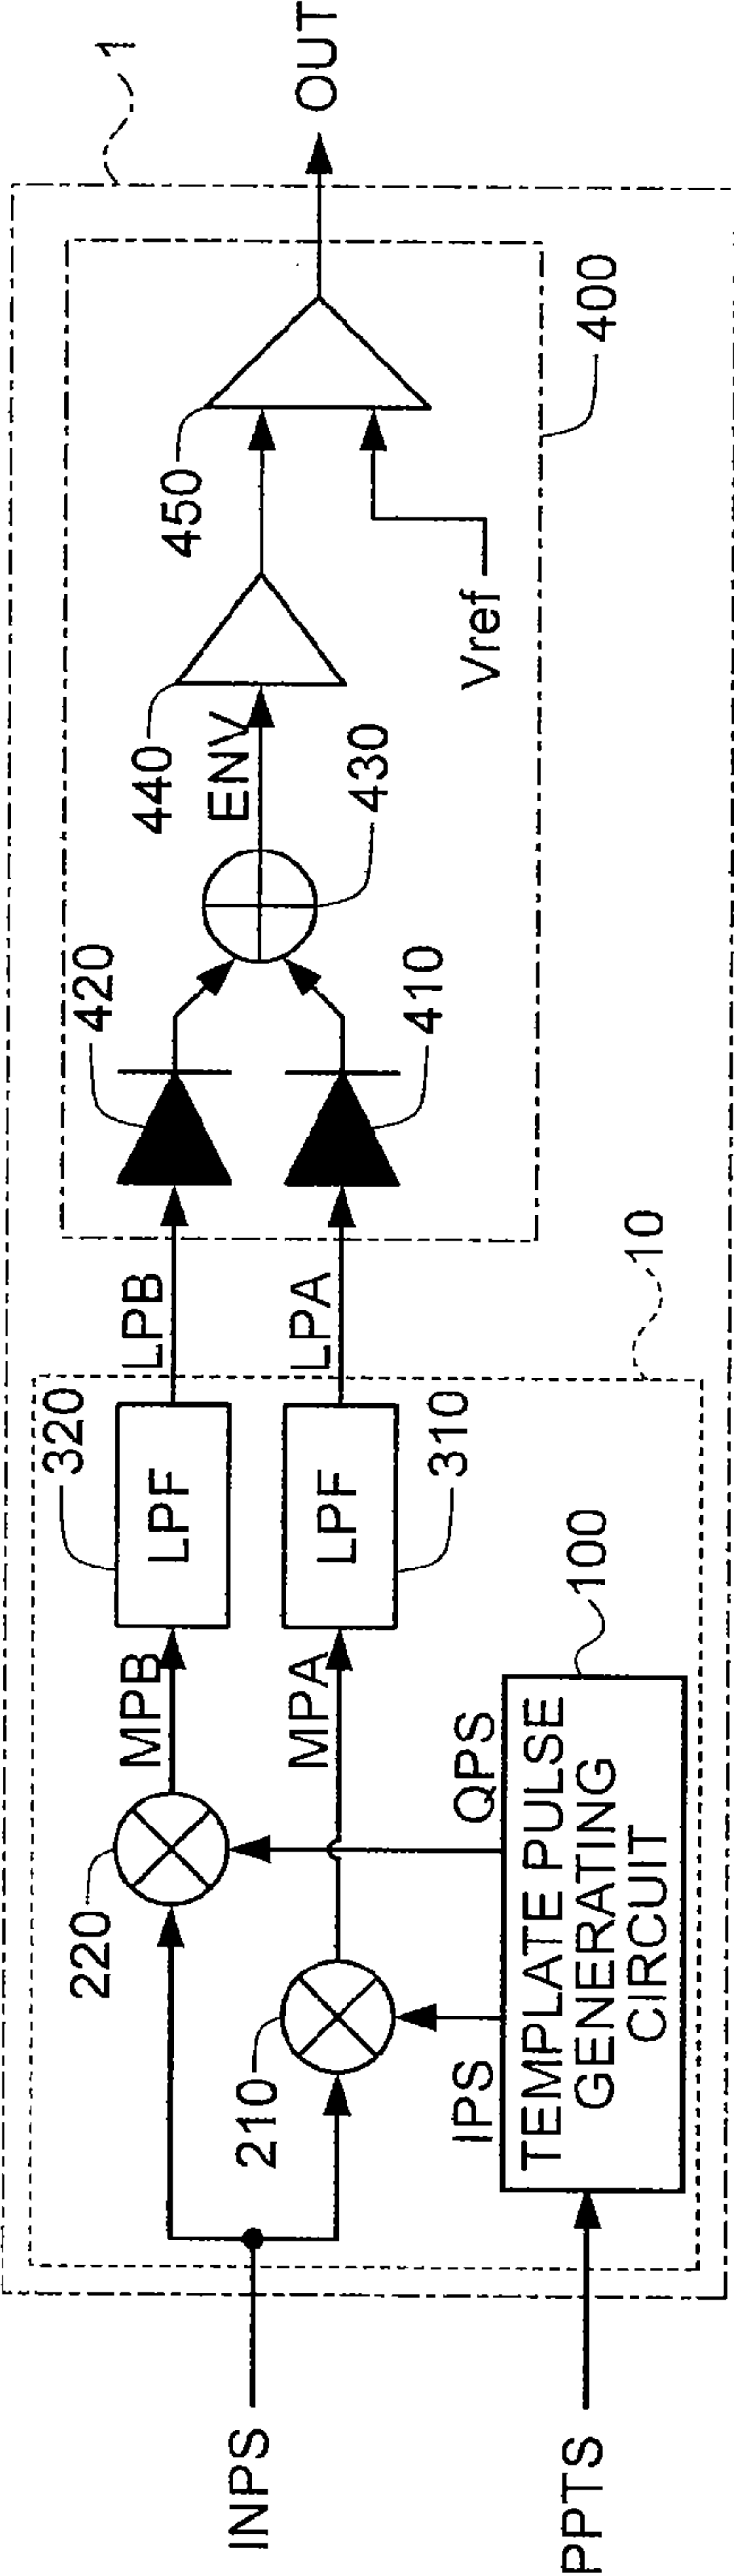 1
OUT
400
450
Vref
440
ENV
430
420
410
10
LPB
LPA
320
LPF
LPF
310
MPB
MPA
100
220
210
QPS
IPS
TEMPLATE PULSE
GENERATING
CIRCUIT
INPS
PPTS